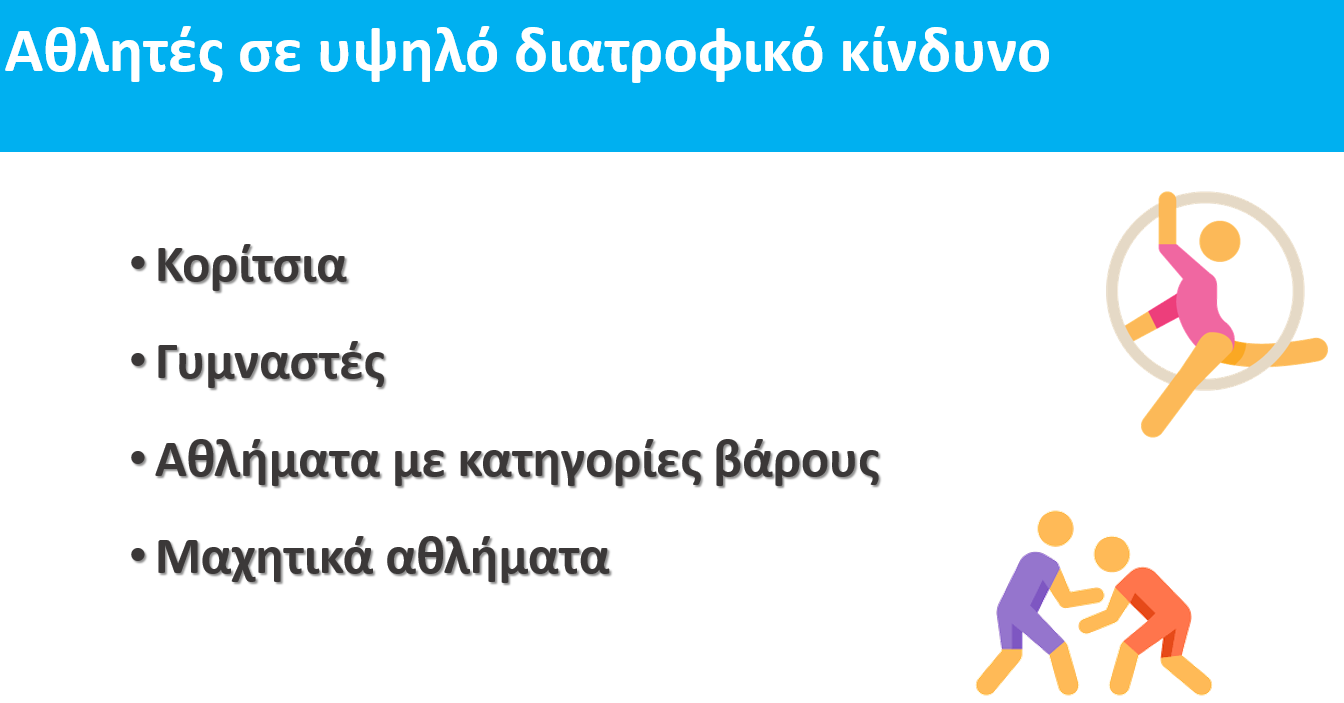 Αθλητές σε υψηλό διατροφικό κίνδυνο
• Κορίτσια
• Γυμναστές
• Αθλήματα με κατηγορίες βάρους
• Μαχητικά αθλήματα